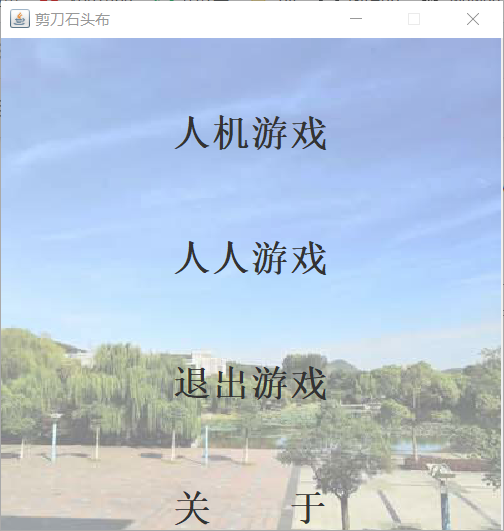 剪刀石头布
人机游戏
人人游戏
退出游戏
关 于